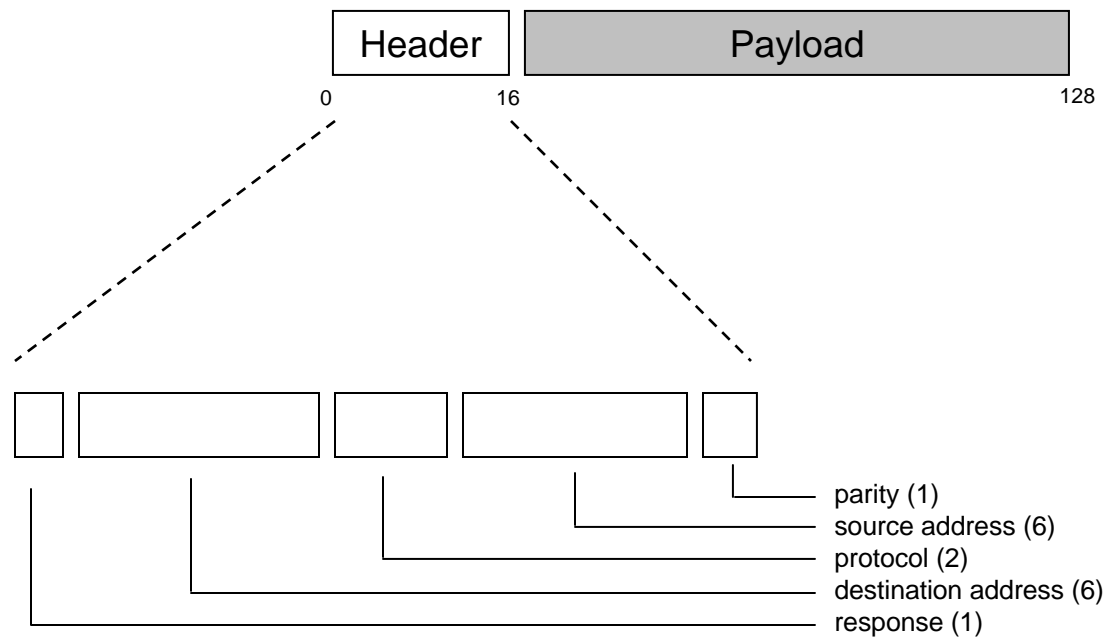 Header
Payload
0
16
128
parity (1)
source address (6)
protocol (2)
destination address (6)
response (1)